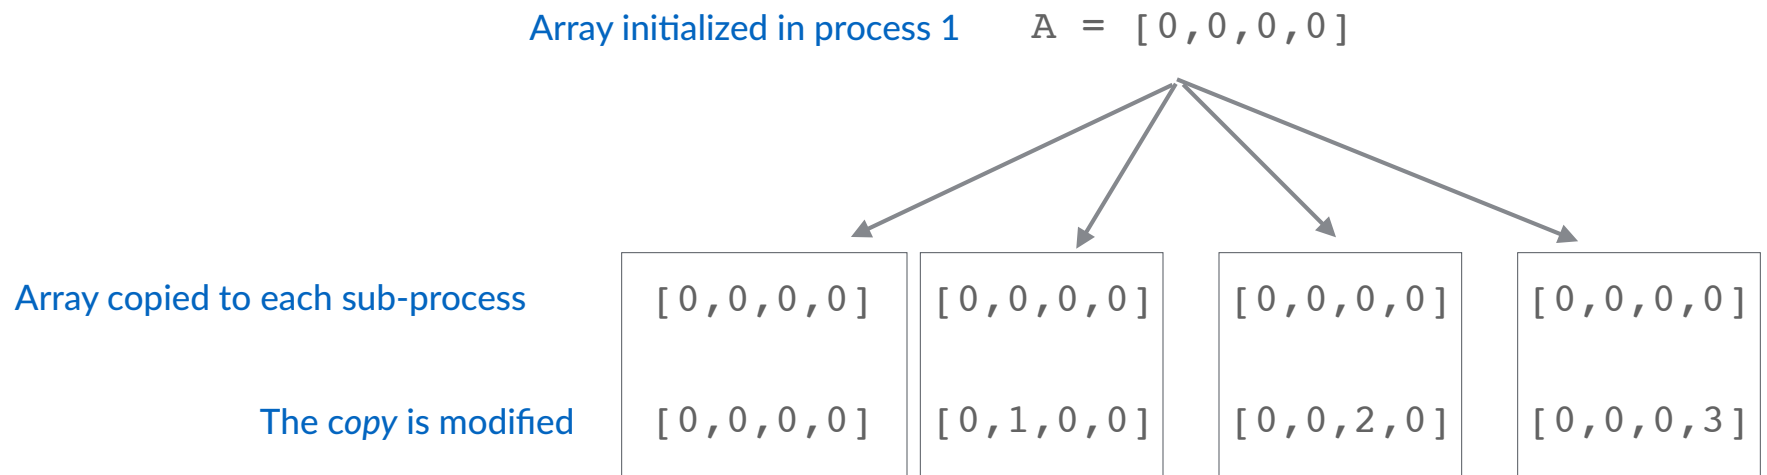 Array initialized in process 1 A = [0,0,0,0]
Array copied to each sub-process [0,0,0,0] [0,0,0,0] [0,0,0,0] [0,0,0,0]
The copy is modified [0,0,0,0] [0,1,0,0] [0,0,2,0] [0,0,0,3]